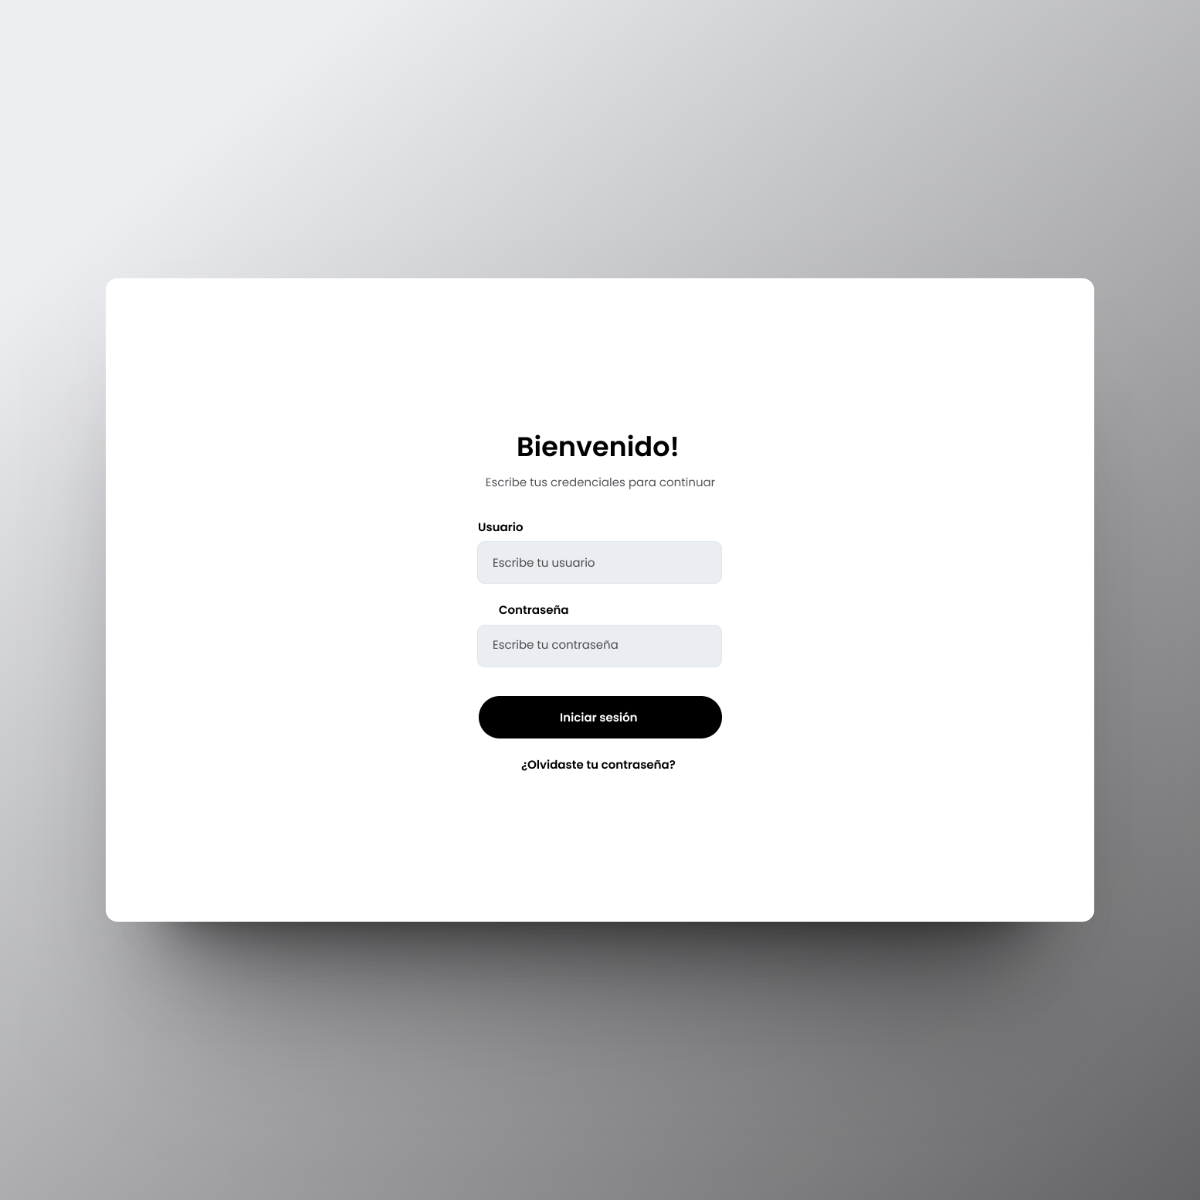 Bienvenido!
Escribe tus credenciales para continuar
Usuario
Escribe tu usuario
Contraseña
Escribe tu contraseña
Iniciar sesión
¿Olvidaste tu contraseña?